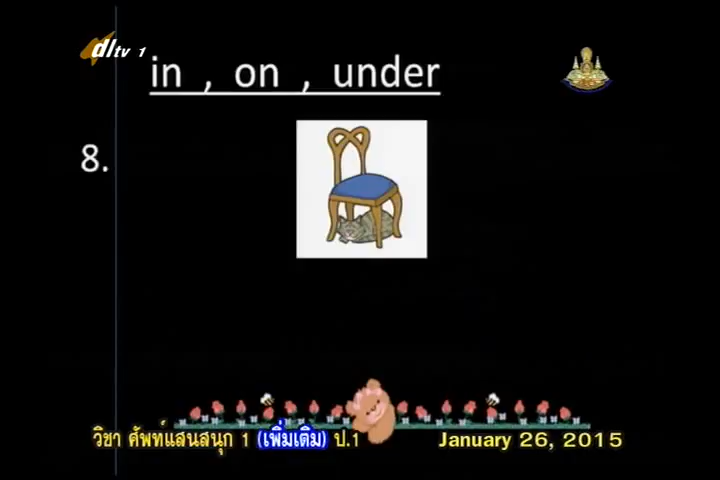 dltv 1
in , on , under
8.
วิชา ศัพท์แสนสนุก 1 (เพิ่มเติม) ป.1
January 26, 2015